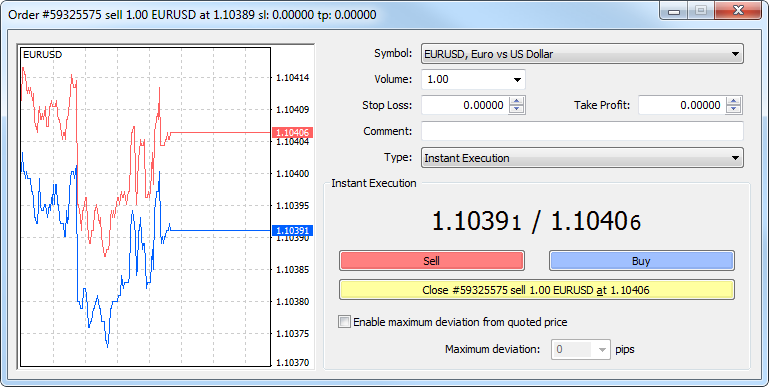 Order #59325575 sell 1.00 EURUSD at 1.10389 sl: 0.00000 tp: 0.00000
EURUSD
1.10414
1.10409
1.10406
1.10404
1.10400
1.10395
1.10391
1.10385
1.10380
1.10376
1.10370
Symbol: EURUSD, Euro vs US Dollar
Volume: 1.00
Stop Loss: 0.00000 Take Profit: 0.00000
Comment:
Type: Instant Execution
Instant Execution
1.10391 / 1.10406
Sell Buy
Close #59325575 sell 1.00 EURUSD at 1.10406
Enable maximum deviation from quoted price
Maximum deviation: 0 pips